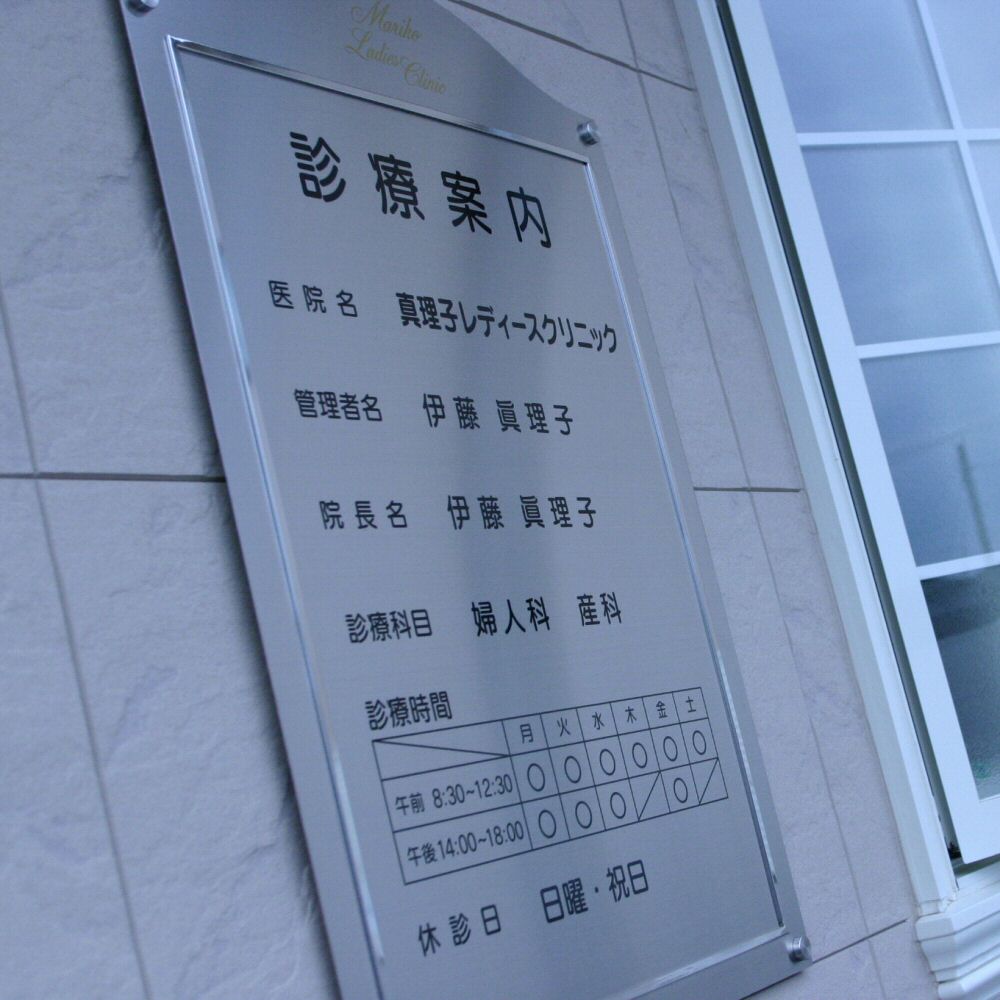 Mariko
Ladies Clinic
診療案内
医院名 真理子レディースクリニック
管理者名 伊藤 眞理子
院長名 伊藤 眞理子
診療科目 婦人科 産科
診療時間
月 火 水 木 金 土
午前 8:30~12:30 ○ ○ ○ ○ ○ ○
午後14:00~18:00 ○ ○ ○ ／ ○ ／
休診日 日曜・祝日